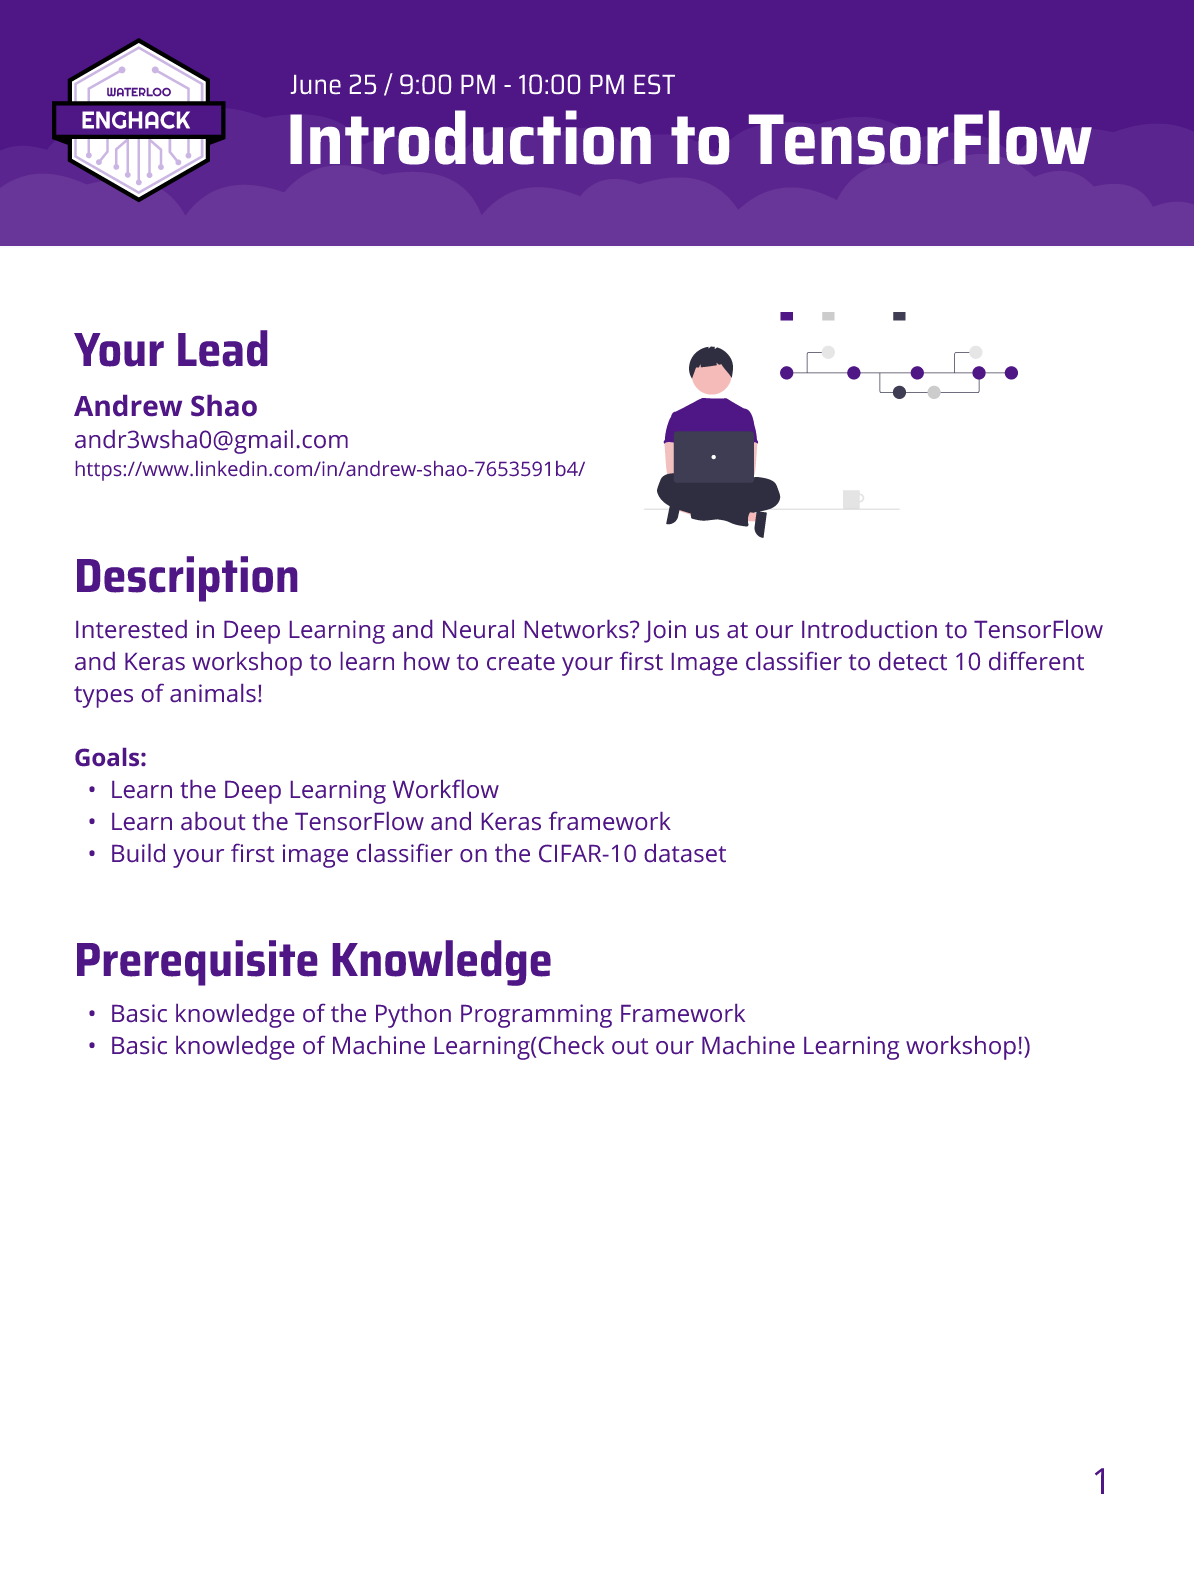 WATERLOO
ENGHACK
June 25 / 9:00 PM - 10:00 PM EST
Introduction to TensorFlow
Your Lead
Andrew Shao
andr3wsha0@gmail.com
https://www.linkedin.com/in/andrew-shao-7653591b4/
Description
Interested in Deep Learning and Neural Networks? Join us at our Introduction to TensorFlow
and Keras workshop to learn how to create your first Image classifier to detect 10 different
types of animals!
Goals:
• Learn the Deep Learning Workflow
• Learn about the TensorFlow and Keras framework
• Build your first image classifier on the CIFAR-10 dataset
Prerequisite Knowledge
• Basic knowledge of the Python Programming Framework
• Basic knowledge of Machine Learning(Check out our Machine Learning workshop!)
1